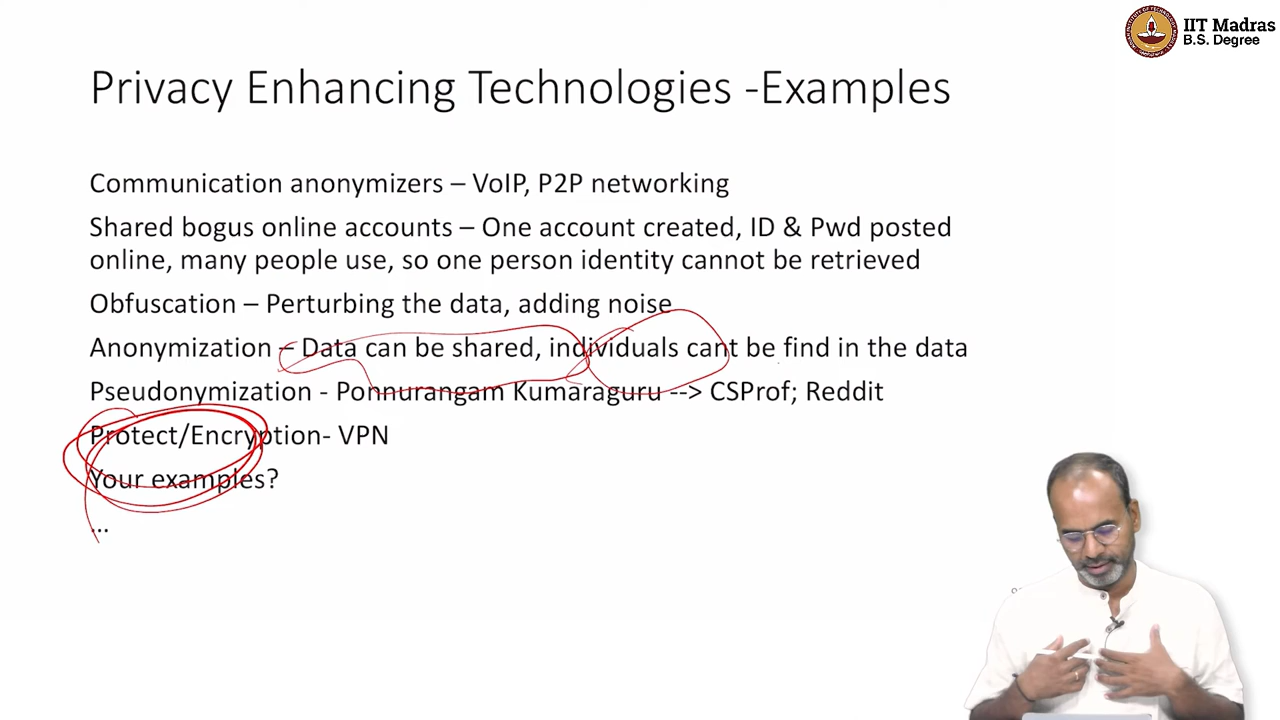 IIT Madras
B.S. Degree
Privacy Enhancing Technologies -Examples
Communication anonymizers – VoIP, P2P networking
Shared bogus online accounts – One account created, ID & Pwd posted
online, many people use, so one person identity cannot be retrieved
Obfuscation – Perturbing the data, adding noise
Anonymization – Data can be shared, individuals cant be find in the data
Pseudonymization - Ponnurangam Kumaraguru --> CSProf; Reddit
Protect/Encryption- VPN
Your examples?
...